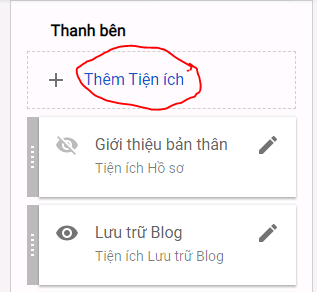 Thanh bên
Thêm Tiện ích
Giới thiệu bản thân
Tiện ích Hồ sơ
Lưu trữ Blog
Tiện ích Lưu trữ Blog